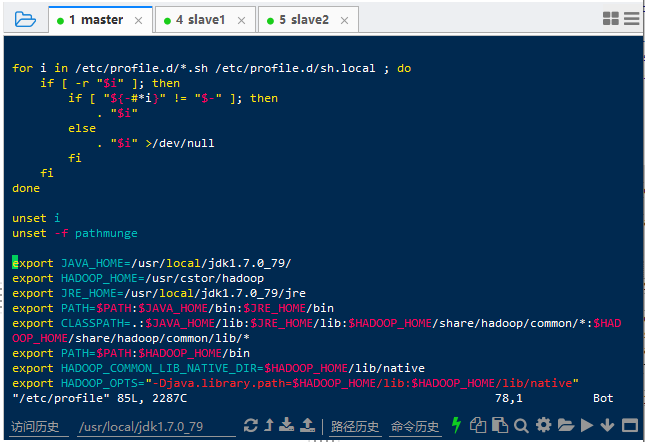 1 master × 4 slave1 × 5 slave2 ×
for i in /etc/profile.d/*.sh /etc/profile.d/sh.local ; do
    if [ -r "$i" ]; then
        if [ "${-#*i}" != "$-" ]; then
            . "$i"
        else
            . "$i" >/dev/null
        fi
    fi
done
unset i
unset -f pathmunge
export JAVA_HOME=/usr/local/jdk1.7.0_79/
export HADOOP_HOME=/usr/cstor/hadoop
export JRE_HOME=/usr/local/jdk1.7.0_79/jre
export PATH=$PATH:$JAVA_HOME/bin:$JRE_HOME/bin
export CLASSPATH=.:$JAVA_HOME/lib:$JRE_HOME/lib:$HADOOP_HOME/share/hadoop/common/*:$HAD
OOP_HOME/share/hadoop/common/lib/*
export PATH=$PATH:$HADOOP_HOME/bin
export HADOOP_COMMON_LIB_NATIVE_DIR=$HADOOP_HOME/lib/native
export HADOOP_OPTS="-Djava.library.path=$HADOOP_HOME/lib:$HADOOP_HOME/lib/native"
"/etc/profile" 85L, 2287C 78,1 Bot
访问历史 /usr/local/jdk1.7.0_79 路径历史 命令历史